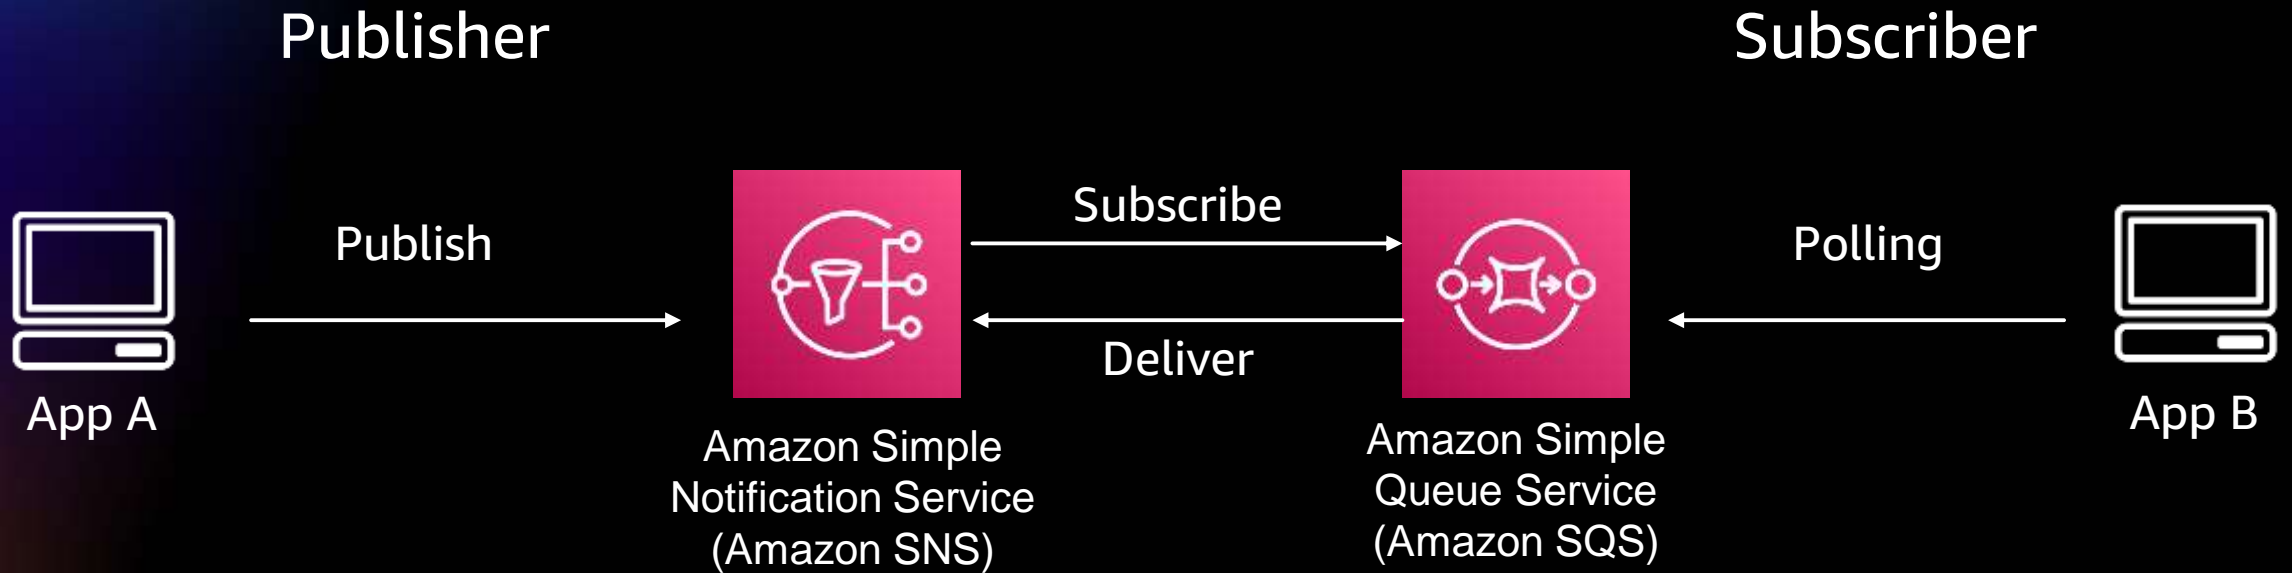 Publisher
Subscriber
Publish
Subscribe
Polling
Deliver
App A
App B
Amazon Simple
Notification Service
(Amazon SNS)
Amazon Simple
Queue Service
(Amazon SQS)